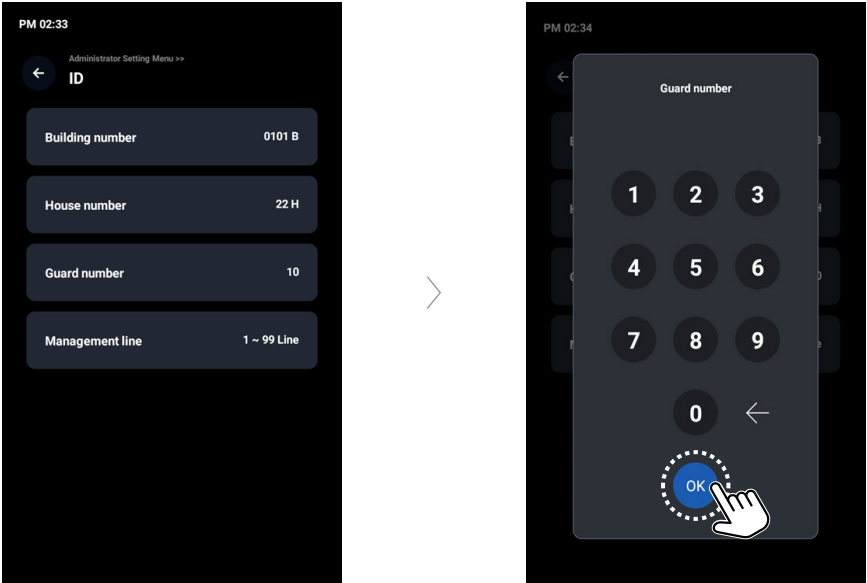 PM 02:33
Administrator Setting Menu >>
ID
Building number 0101 B
House number 22 H
Guard number 10
Management line 1 ~ 99 Line
PM 02:34
Guard number
1 2 3
4 5 6
7 8 9
0
OK